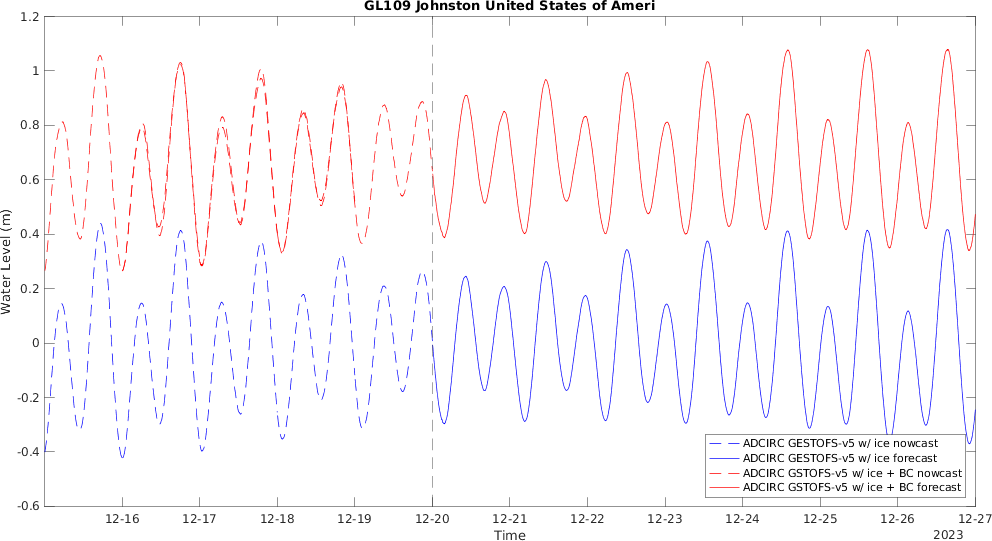 GL109 Johnston United States of Ameri
1.2
1
0.8
0.6
0.4
0.2
0
-0.2
-0.4
-0.6
Water Level (m)
ADCIRC GESTOFS-v5 w/ ice nowcast
ADCIRC GESTOFS-v5 w/ ice forecast
ADCIRC GSTOFS-v5 w/ ice + BC nowcast
ADCIRC GSTOFS-v5 w/ ice + BC forecast
12-16 12-17 12-18 12-19 12-20 12-21 12-22 12-23 12-24 12-25 12-26 12-27
Time
2023